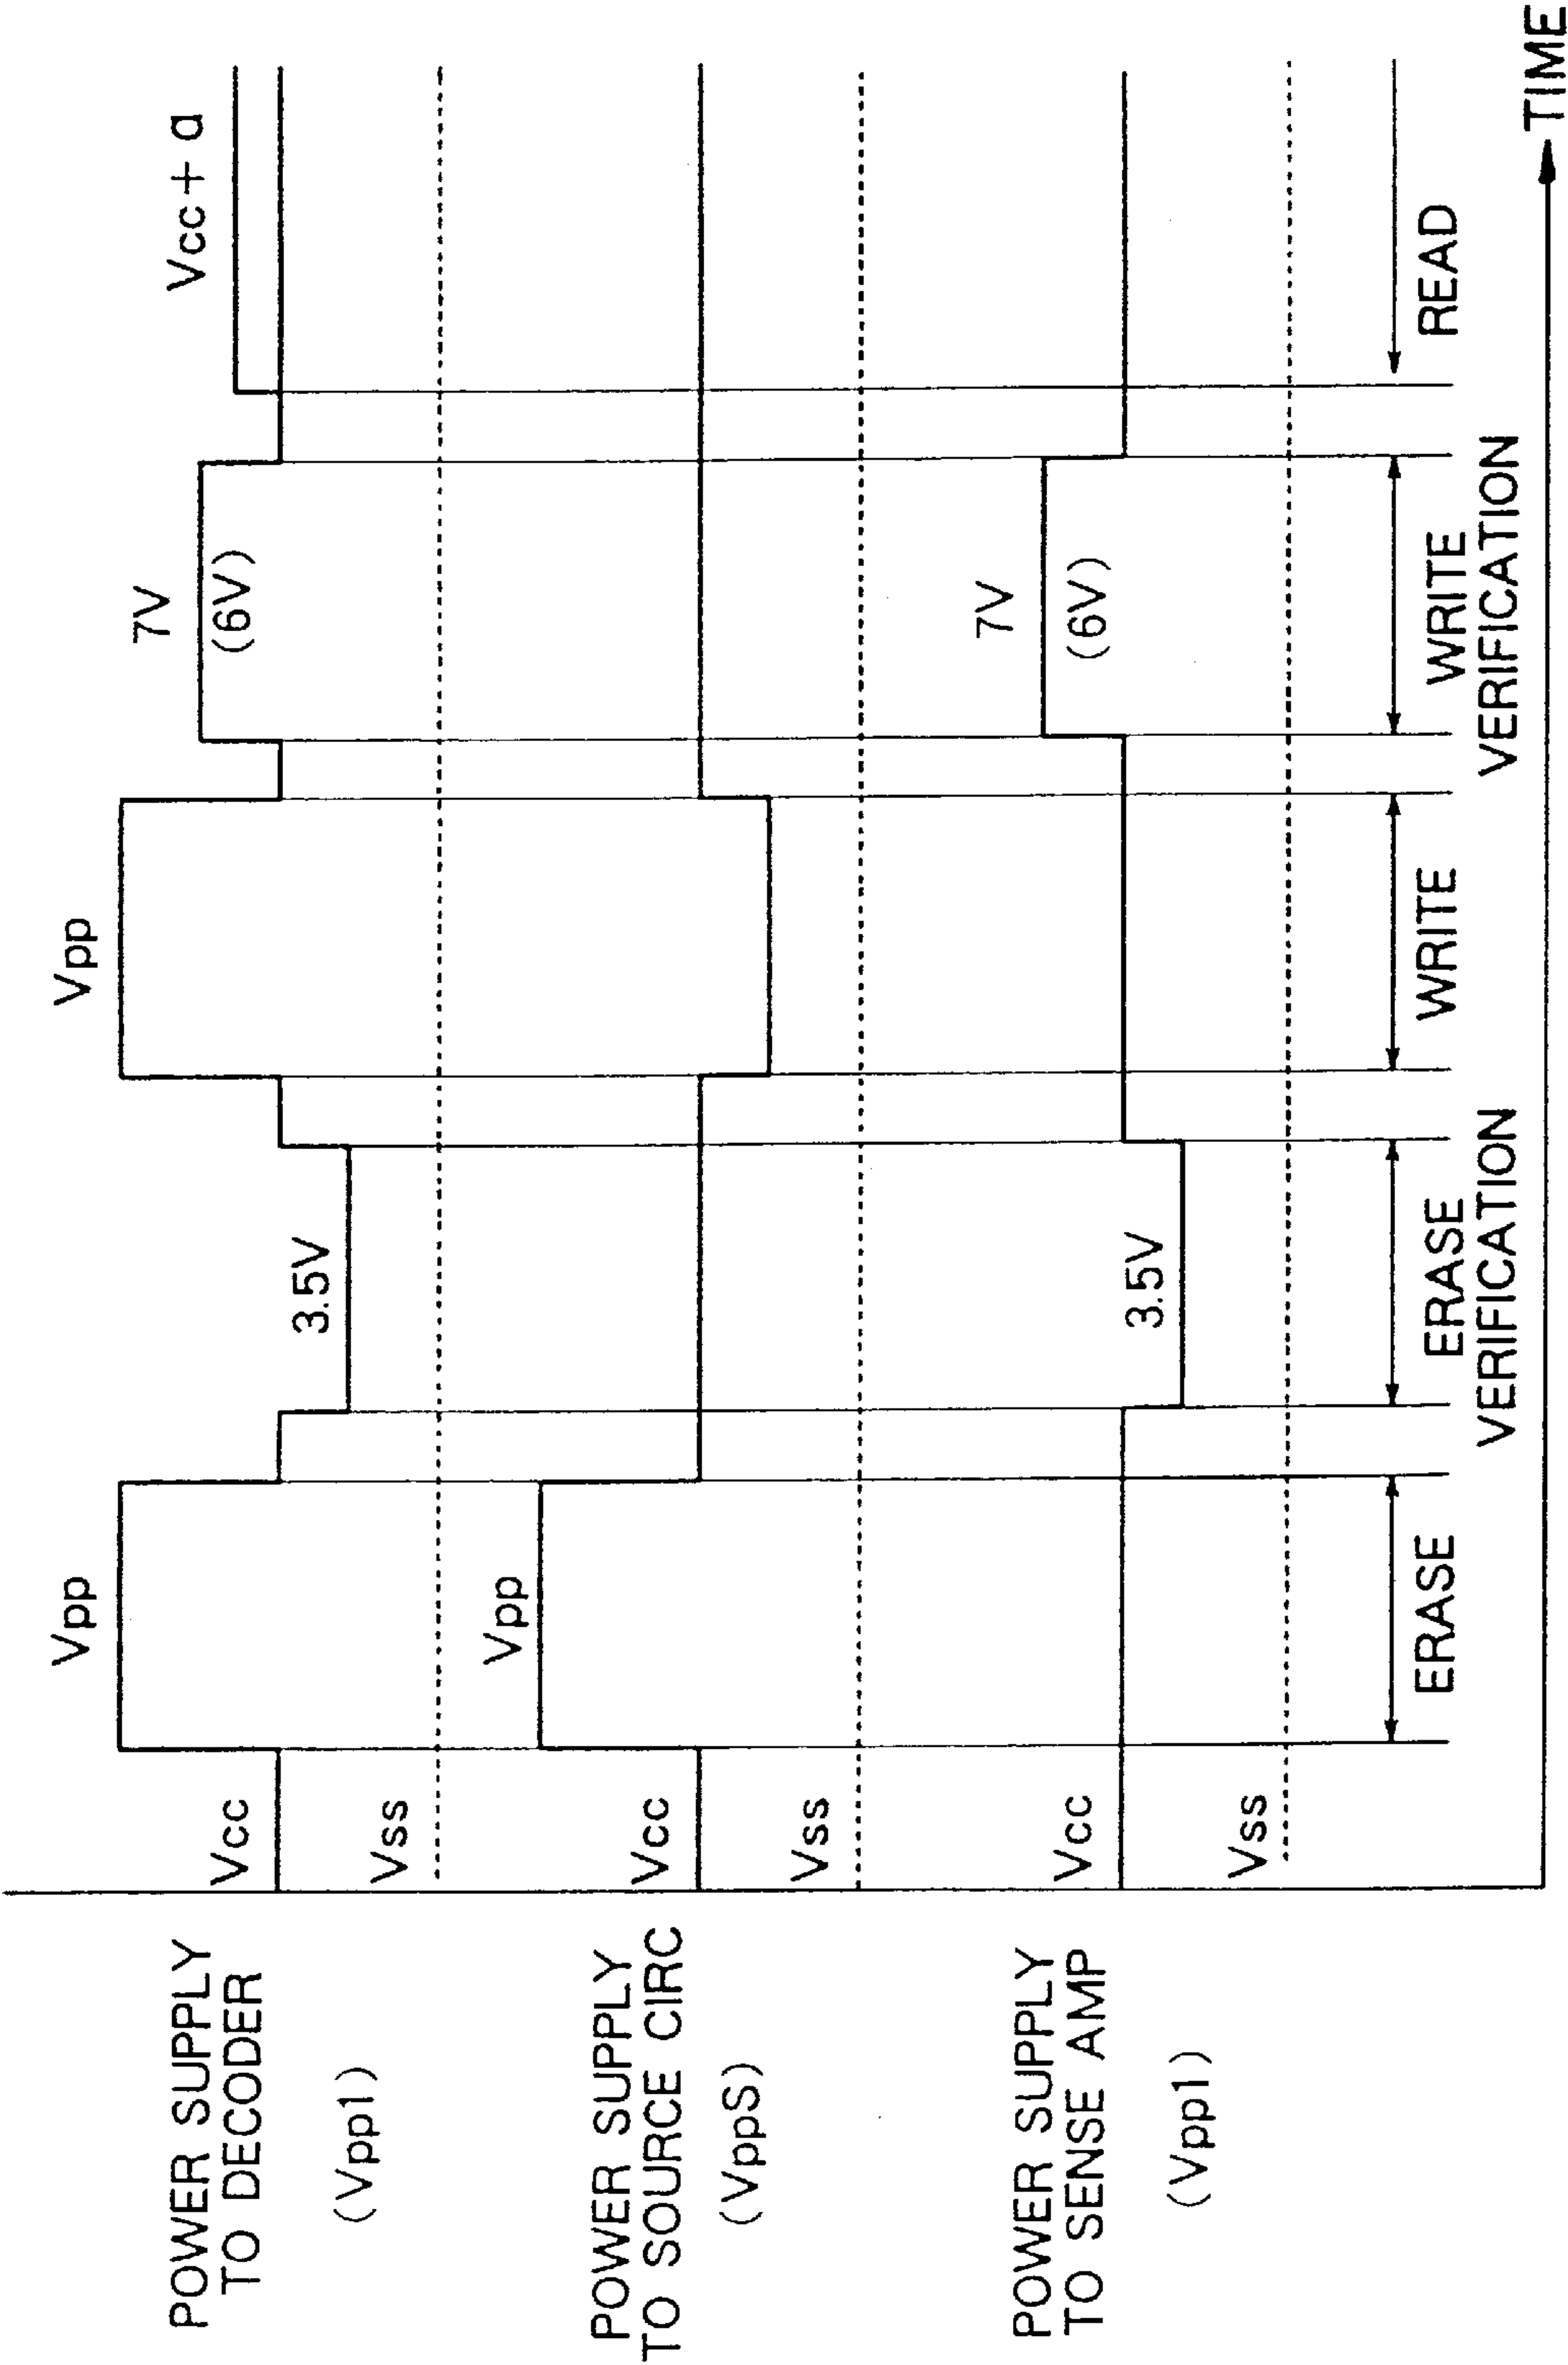 POWER SUPPLY
TO DECODER
(Vpp1)
Vcc
Vss
Vpp
3.5V
Vpp
7V
(6V)
Vcc + α
POWER SUPPLY
TO SOURCE CIRC
(VppS)
Vcc
Vss
Vpp
POWER SUPPLY
TO SENSE AMP
(Vpp1)
Vcc
Vss
3.5V
7V
(6V)
ERASE
ERASE
VERIFICATION
WRITE
WRITE
VERIFICATION
READ
TIME